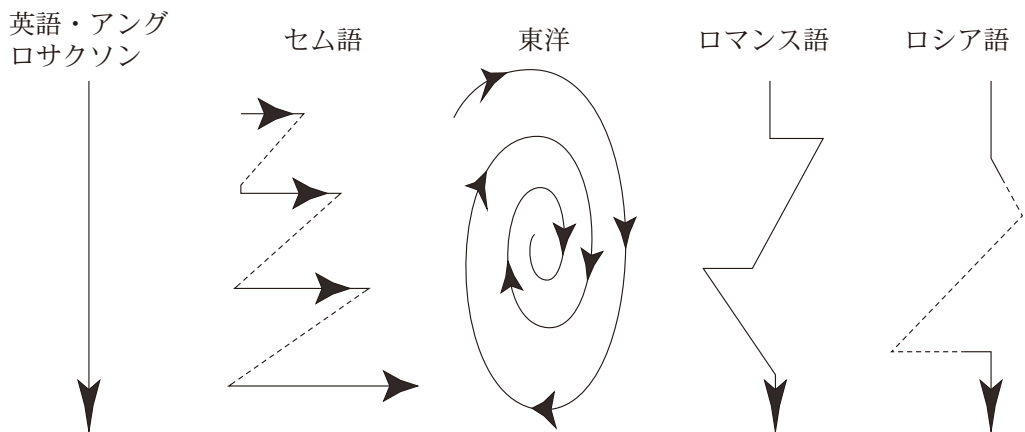 英語・アング
ロサクソン
セム語
東洋
ロマンス語
ロシア語